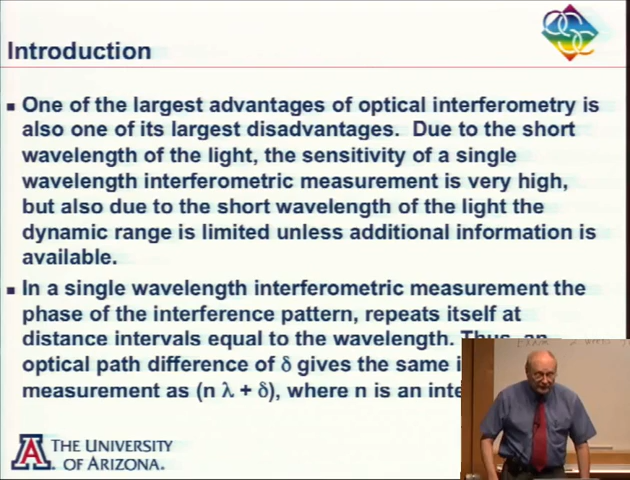 Introduction
One of the largest advantages of optical interferometry is
also one of its largest disadvantages. Due to the short
wavelength of the light, the sensitivity of a single
wavelength interferometric measurement is very high,
but also due to the short wavelength of the light the
dynamic range is limited unless additional information is
available.
In a single wavelength interferometric measurement the
phase of the interference pattern, repeats itself at
distance intervals equal to the wavelength. Thus, an
optical path difference of δ gives the same i
measurement as (n λ + δ), where n is an inte
A THE UNIVERSITY
OF ARIZONA.